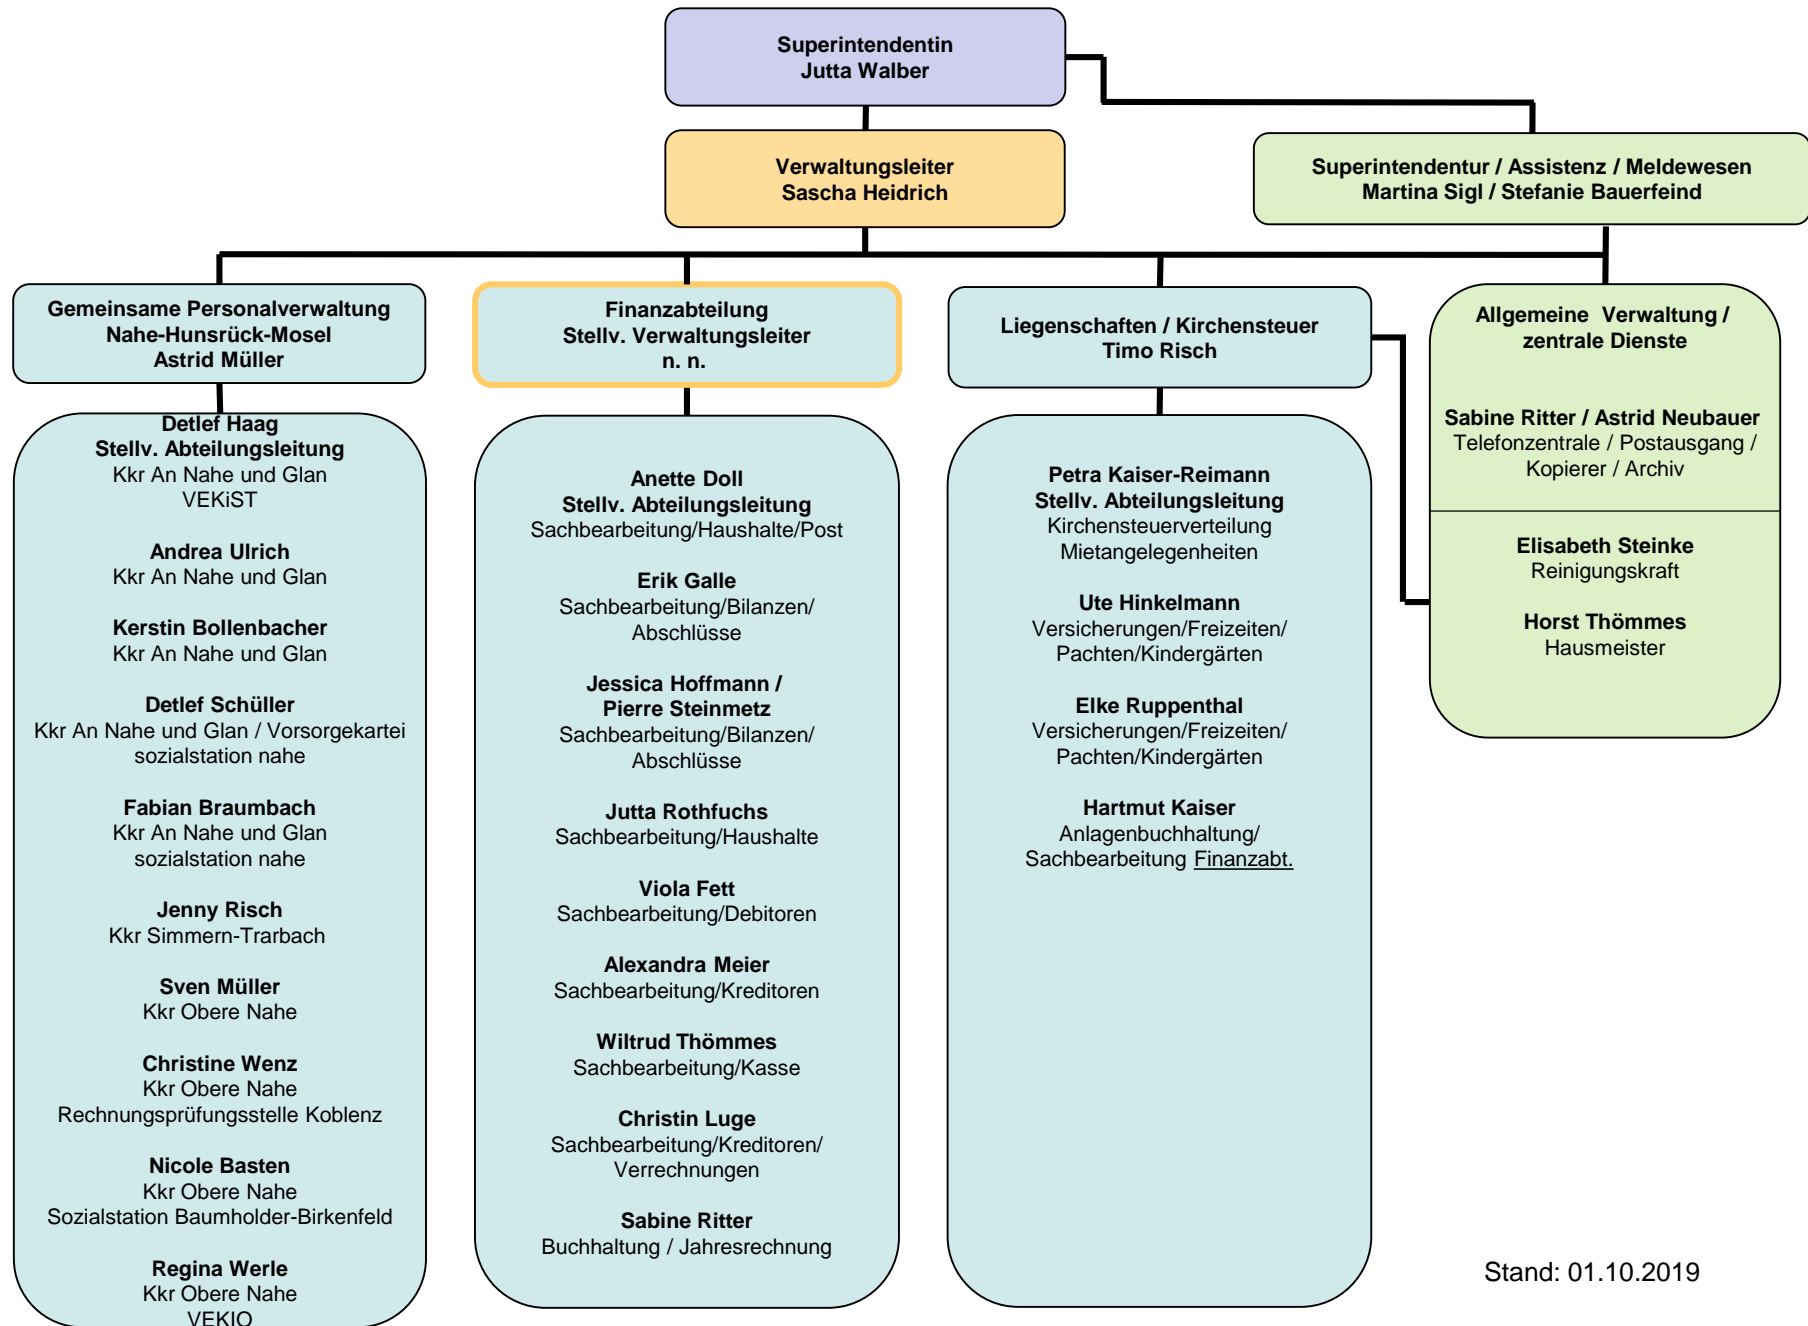 Superintendentin
Jutta Walber
Verwaltungsleiter
Sascha Heidrich
Superintendentur / Assistenz / Meldewesen
Martina Sigl / Stefanie Bauerfeind
Gemeinsame Personalverwaltung
Nahe-Hunsrück-Mosel
Astrid Müller
Detlef Haag
Stellv. Abteilungsleitung
Kkr An Nahe und Glan
VEKiST
Andrea Ulrich
Kkr An Nahe und Glan
Kerstin Bollenbacher
Kkr An Nahe und Glan
Detlef Schüller
Kkr An Nahe und Glan / Vorsorgekartei
sozialstation nahe
Fabian Braumbach
Kkr An Nahe und Glan
sozialstation nahe
Jenny Risch
Kkr Simmern-Trarbach
Sven Müller
Kkr Obere Nahe
Christine Wenz
Kkr Obere Nahe
Rechnungsprüfungsstelle Koblenz
Nicole Basten
Kkr Obere Nahe
Sozialstation Baumholder-Birkenfeld
Regina Werle
Kkr Obere Nahe
VEKIO
Finanzabteilung
Stellv. Verwaltungsleiter
n. n.
Anette Doll
Stellv. Abteilungsleitung
Sachbearbeitung/Haushalte/Post
Erik Galle
Sachbearbeitung/Bilanzen/
Abschlüsse
Jessica Hoffmann /
Pierre Steinmetz
Sachbearbeitung/Bilanzen/
Abschlüsse
Jutta Rothfuchs
Sachbearbeitung/Haushalte
Viola Fett
Sachbearbeitung/Debitoren
Alexandra Meier
Sachbearbeitung/Kreditoren
Wiltrud Thömmes
Sachbearbeitung/Kasse
Christin Luge
Sachbearbeitung/Kreditoren/
Verrechnungen
Sabine Ritter
Buchhaltung / Jahresrechnung
Liegenschaften / Kirchensteuer
Timo Risch
Petra Kaiser-Reimann
Stellv. Abteilungsleitung
Kirchensteuerverteilung
Mietangelegenheiten
Ute Hinkelmann
Versicherungen/Freizeiten/
Pachten/Kindergärten
Elke Ruppenthal
Versicherungen/Freizeiten/
Pachten/Kindergärten
Hartmut Kaiser
Anlagenbuchhaltung/
Sachbearbeitung Finanzabt.
Allgemeine Verwaltung /
zentrale Dienste
Sabine Ritter / Astrid Neubauer
Telefonzentrale / Postausgang /
Kopierer / Archiv
Elisabeth Steinke
Reinigungskraft
Horst Thömmes
Hausmeister
Stand: 01.10.2019